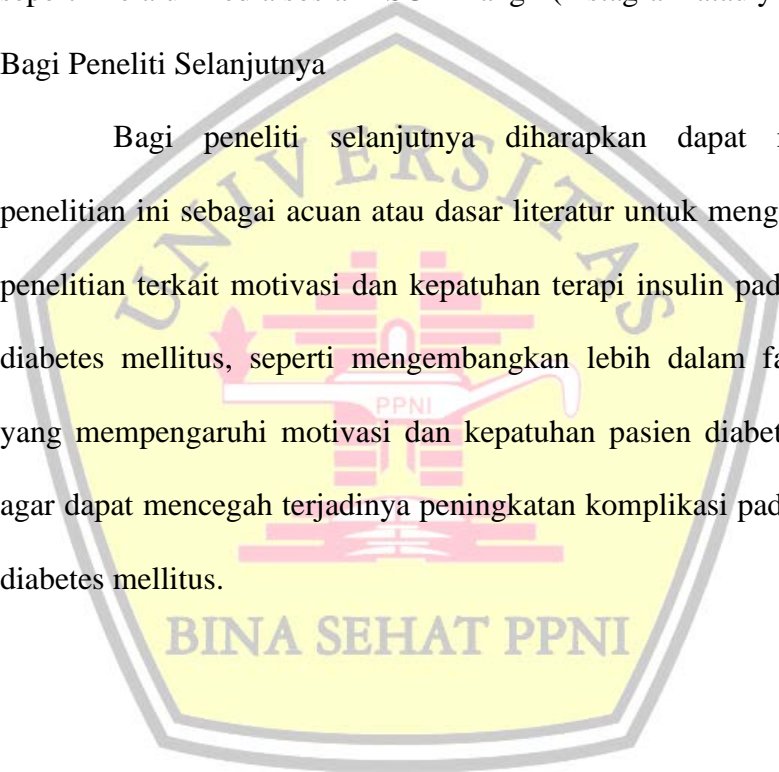 Bagi Peneliti Selanjutnya
Bagi peneliti selanjutnya diharapkan dapat
penelitian ini sebagai acuan atau dasar literatur untuk meng
penelitian terkait motivasi dan kepatuhan terapi insulin pad
diabetes mellitus, seperti mengembangkan lebih dalam fa
yang mempengaruhi motivasi dan kepatuhan pasien diabet
agar dapat mencegah terjadinya peningkatan komplikasi pad
diabetes mellitus.
UNIVERSITAS
PPNI
BINA SEHAT PPNI